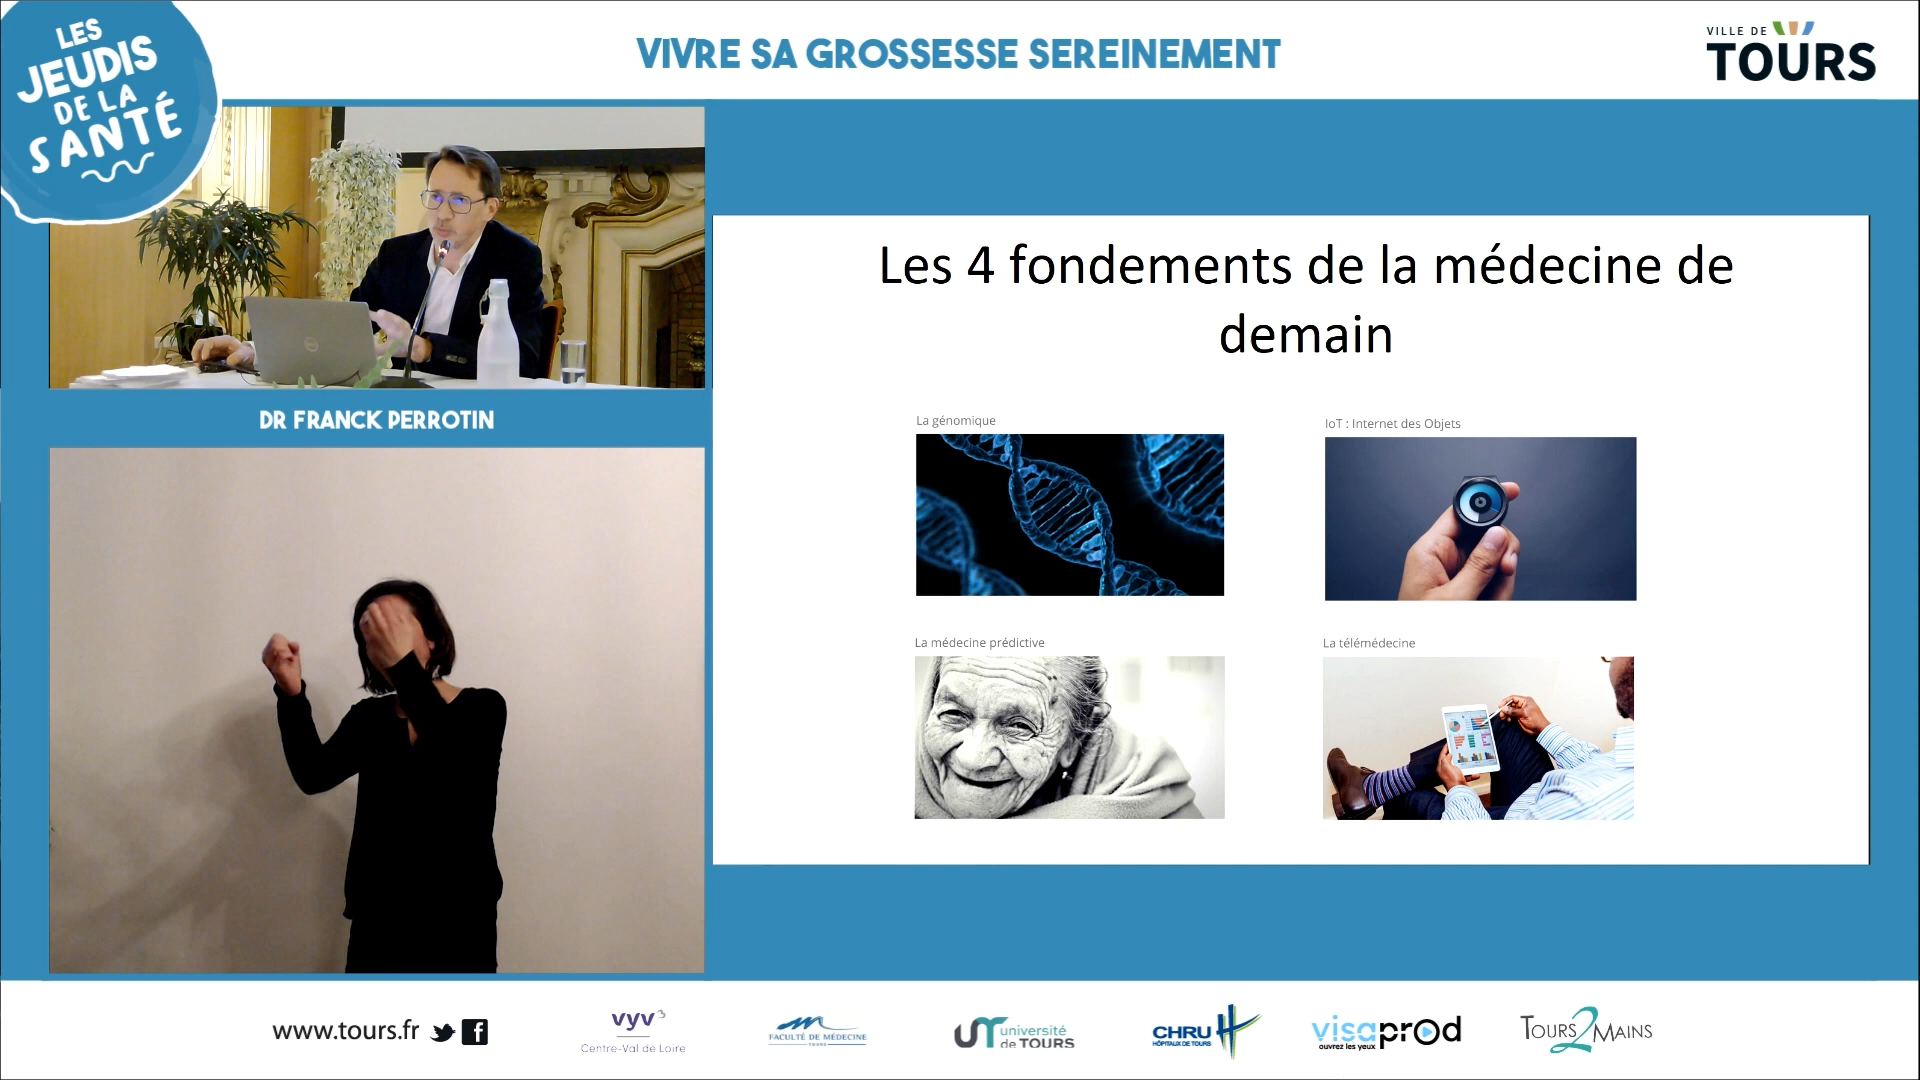 LES
JEUDIS
DE LA
SANTÉ
VIVRE SA GROSSESSE SEREINEMENT
VILLE DE
TOURS
DR FRANCK PERROTIN
Les 4 fondements de la médecine de
demain
La génomique
IoT : Internet des Objets
La médecine prédictive
La télémédecine
www.tours.fr
vyv3
Centre-Val de Loire
FACULTÉ DE MÉDECINE
TOURS
université
de TOURS
CHRU
HÔPITAUX DE TOURS
visaprod
ouvrez les yeux
TOURS 2 MAINS